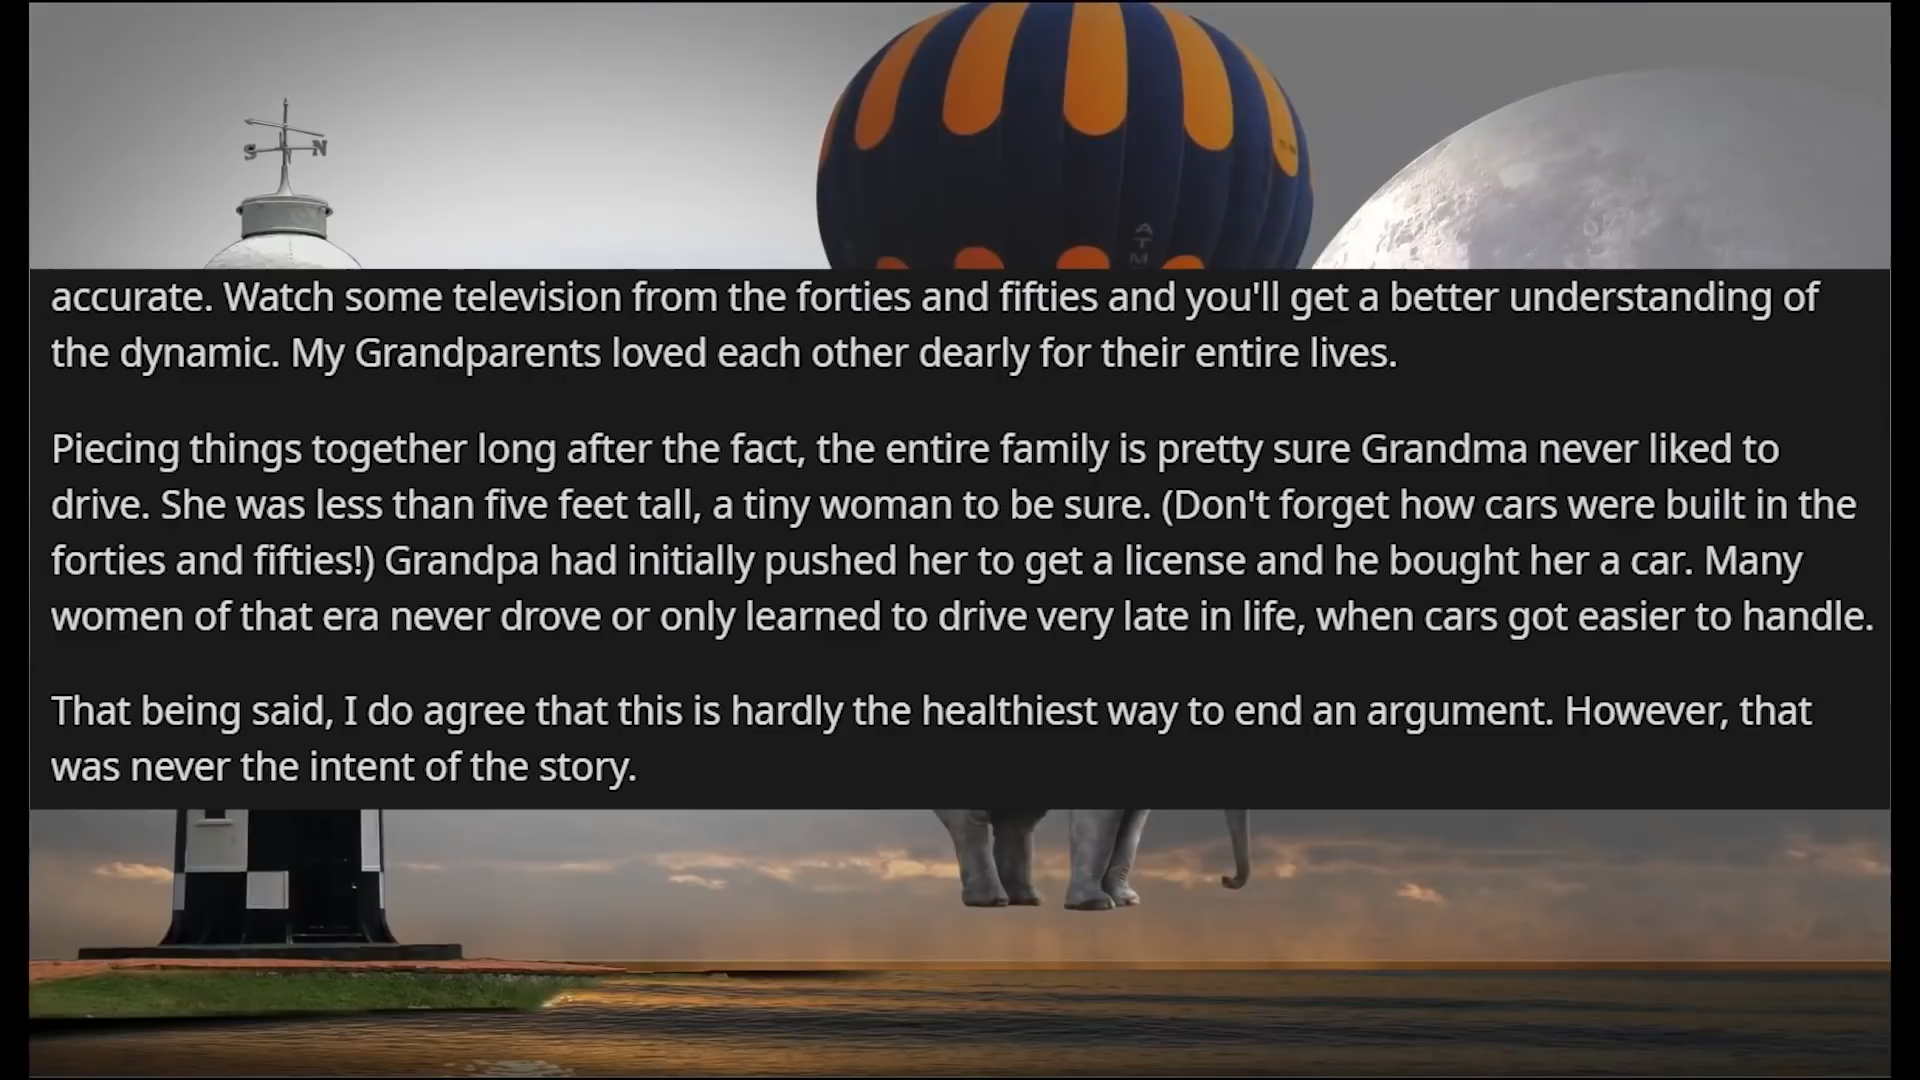 S N
ATM
accurate. Watch some television from the forties and fifties and you'll get a better understanding of
the dynamic. My Grandparents loved each other dearly for their entire lives.
Piecing things together long after the fact, the entire family is pretty sure Grandma never liked to
drive. She was less than five feet tall, a tiny woman to be sure. (Don't forget how cars were built in the
forties and fifties!) Grandpa had initially pushed her to get a license and he bought her a car. Many
women of that era never drove or only learned to drive very late in life, when cars got easier to handle.
That being said, I do agree that this is hardly the healthiest way to end an argument. However, that
was never the intent of the story.